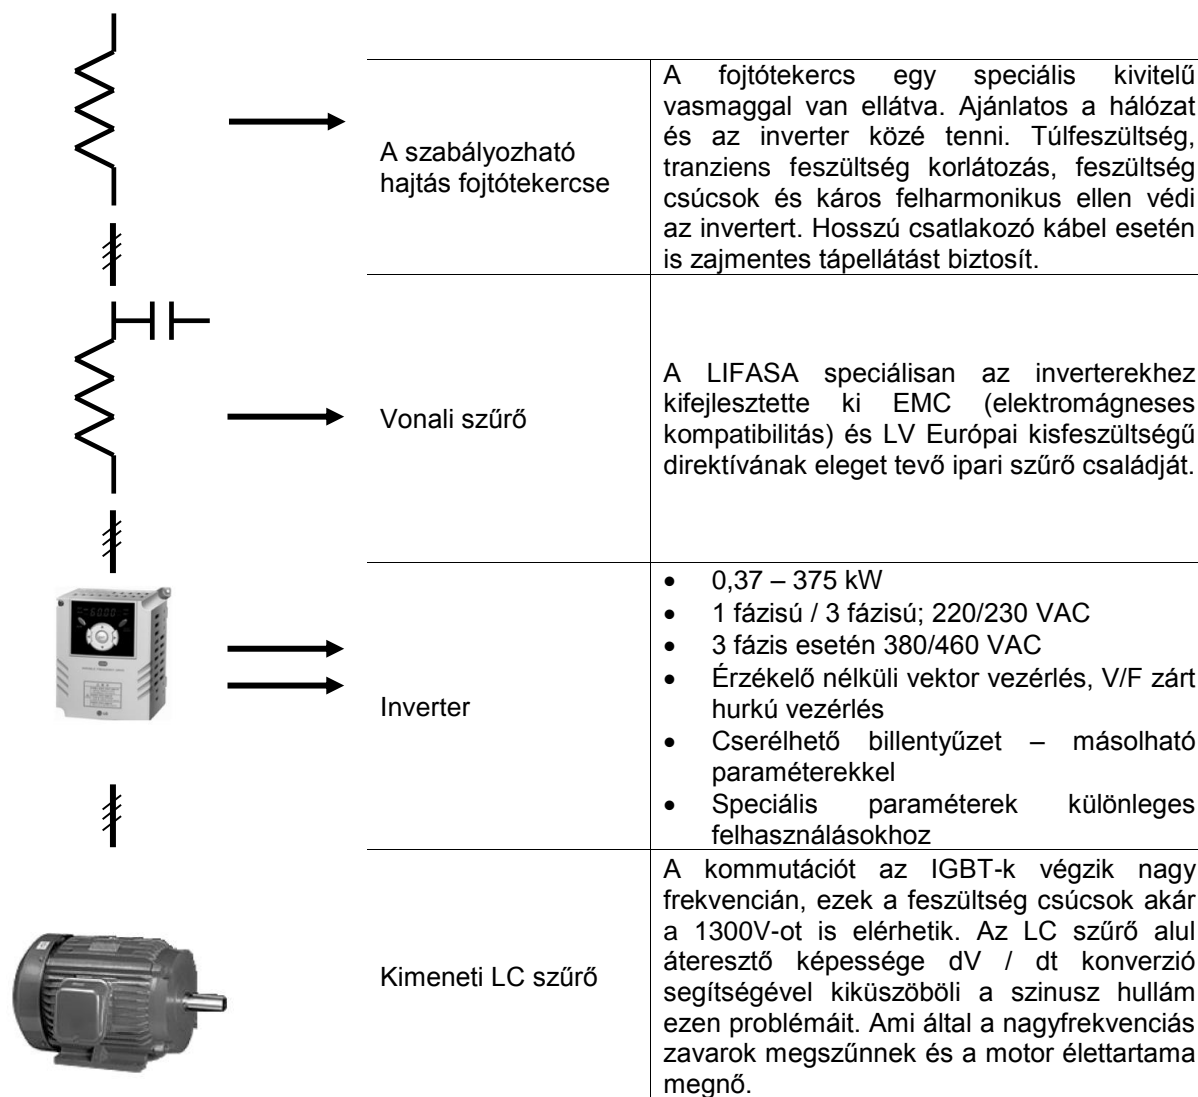 A szabályozható
hajtás fojtótekercse
A fojtótekercs egy speciális kivitelű
vasmaggal van ellátva. Ajánlatos a hálózat
és az inverter közé tenni. Túlfeszültség,
tranziens feszültség korlátozás, feszültség
csúcsok és káros felharmonikus ellen védi
az invertert. Hosszú csatlakozó kábel esetén
is zajmentes tápellátást biztosít.
Vonali szűrő
A LIFASA speciálisan az inverterekhez
kifejlesztette ki EMC (elektromágneses
kompatibilitás) és LV Európai kisfeszültségű
direktívának eleget tevő ipari szűrő családját.
Inverter
• 0,37 – 375 kW
• 1 fázisú / 3 fázisú; 220/230 VAC
• 3 fázis esetén 380/460 VAC
• Érzékelő nélküli vektor vezérlés, V/F zárt
hurkú vezérlés
• Cserélhető billentyűzet – másolható
paraméterekkel
• Speciális paraméterek különleges
felhasználásokhoz
Kimeneti LC szűrő
A kommutációt az IGBT-k végzik nagy
frekvencián, ezek a feszültség csúcsok akár
a 1300V-ot is elérhetik. Az LC szűrő alul
áteresztő képessége dV / dt konverzió
segítségével kiküszöböli a szinusz hullám
ezen problémáit. Ami által a nagyfrekvenciás
zavarok megszűnnek és a motor élettartama
megnő.